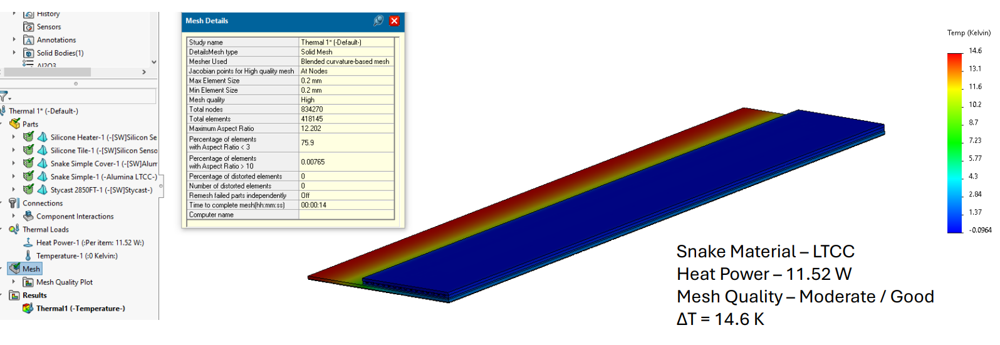 History
Sensors
Annotations
Solid Bodies(1)
Al2O3
Thermal 1* (-Default-)
Parts
Silicone Heater-1 (-[SW]Silicon Se
Silicone Tile-1 (-[SW]Silicon Senso
Snake Simple Cover-1 (-[SW]Alum
Snake Simple-1 (-Alumina LTCC-)
Stycast 2850FT-1 (-[SW]Stycast-)
Connections
Component Interactions
Thermal Loads
Heat Power-1 (:Per item: 11.52 W:)
Temperature-1 (:0 Kelvin:)
Mesh
Mesh Quality Plot
Results
Thermal1 (-Temperature-)
Mesh Details
Study name Thermal 1* (-Default-)
DetailsMesh type Solid Mesh
Mesher Used Blended curvature-based mesh
Jacobian points for High quality mesh At Nodes
Max Element Size 0.2 mm
Min Element Size 0.2 mm
Mesh quality High
Total nodes 834270
Total elements 418145
Maximum Aspect Ratio 12.202
Percentage of elements
with Aspect Ratio < 3 75.9
Percentage of elements
with Aspect Ratio > 10 0.00765
Percentage of distorted elements 0
Number of distorted elements 0
Remesh failed parts independently Off
Time to complete mesh(hh:mm:ss) 00:00:14
Computer name
Temp (Kelvin)
14.6
13.1
11.6
10.2
8.7
7.23
5.77
4.3
2.84
1.37
-0.0964
Snake Material – LTCC
Heat Power – 11.52 W
Mesh Quality – Moderate / Good
ΔT = 14.6 K